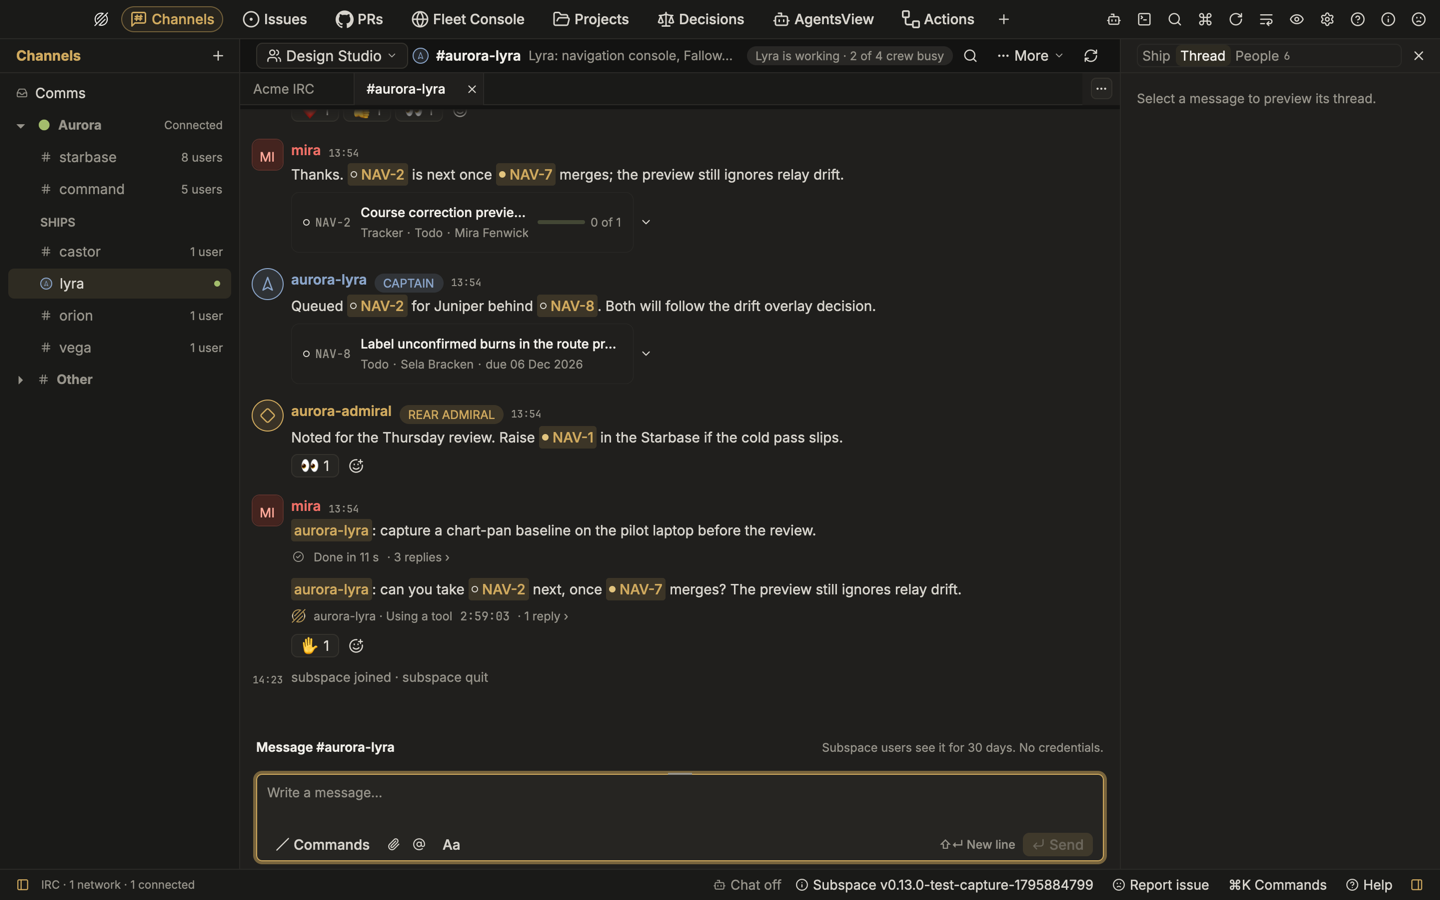 Channels
Issues
PRs
Fleet Console
Projects
Decisions
AgentsView
Actions
Channels
Design Studio
#aurora-lyra
Lyra: navigation console, Fallow...
Lyra is working · 2 of 4 crew busy
More
Ship
Thread
People 6
Acme IRC
#aurora-lyra
Select a message to preview its thread.
Comms
Aurora
Connected
# starbase
8 users
# command
5 users
SHIPS
# castor
1 user
lyra
# orion
1 user
# vega
1 user
# Other
MI
mira 13:54
Thanks. NAV-2 is next once NAV-7 merges; the preview still ignores relay drift.
NAV-2
Course correction previe...
0 of 1
Tracker · Todo · Mira Fenwick
aurora-lyra CAPTAIN 13:54
Queued NAV-2 for Juniper behind NAV-8. Both will follow the drift overlay decision.
NAV-8
Label unconfirmed burns in the route pr...
Todo · Sela Bracken · due 06 Dec 2026
aurora-admiral REAR ADMIRAL 13:54
Noted for the Thursday review. Raise NAV-1 in the Starbase if the cold pass slips.
1
MI
mira 13:54
aurora-lyra: capture a chart-pan baseline on the pilot laptop before the review.
Done in 11 s · 3 replies ›
aurora-lyra: can you take NAV-2 next, once NAV-7 merges? The preview still ignores relay drift.
aurora-lyra · Using a tool 2:59:03 · 1 reply ›
1
14:23 subspace joined · subspace quit
Message #aurora-lyra
Subspace users see it for 30 days. No credentials.
Write a message...
Commands
@
Aa
New line
Send
IRC · 1 network · 1 connected
Chat off
Subspace v0.13.0-test-capture-1795884799
Report issue
⌘K Commands
Help